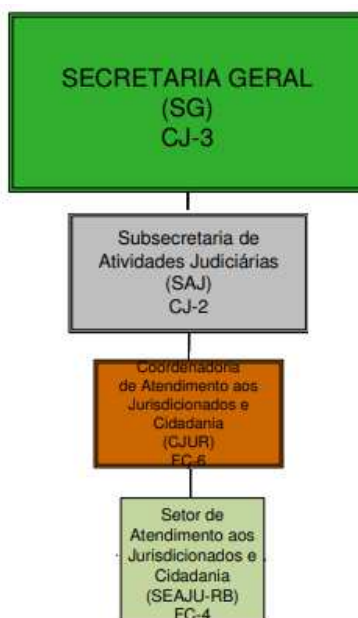 SECRETARIA GERAL
(SG)
CJ-3
Subsecretaria de
Atividades Judiciárias
(SAJ)
CJ-2
Coordenadoria
de Atendimento aos
Jurisdicionados e
Cidadania
(CJUR)
FC-6
Setor de
Atendimento aos
Jurisdicionados e
Cidadania
(SEAJU-RB)
FC-4